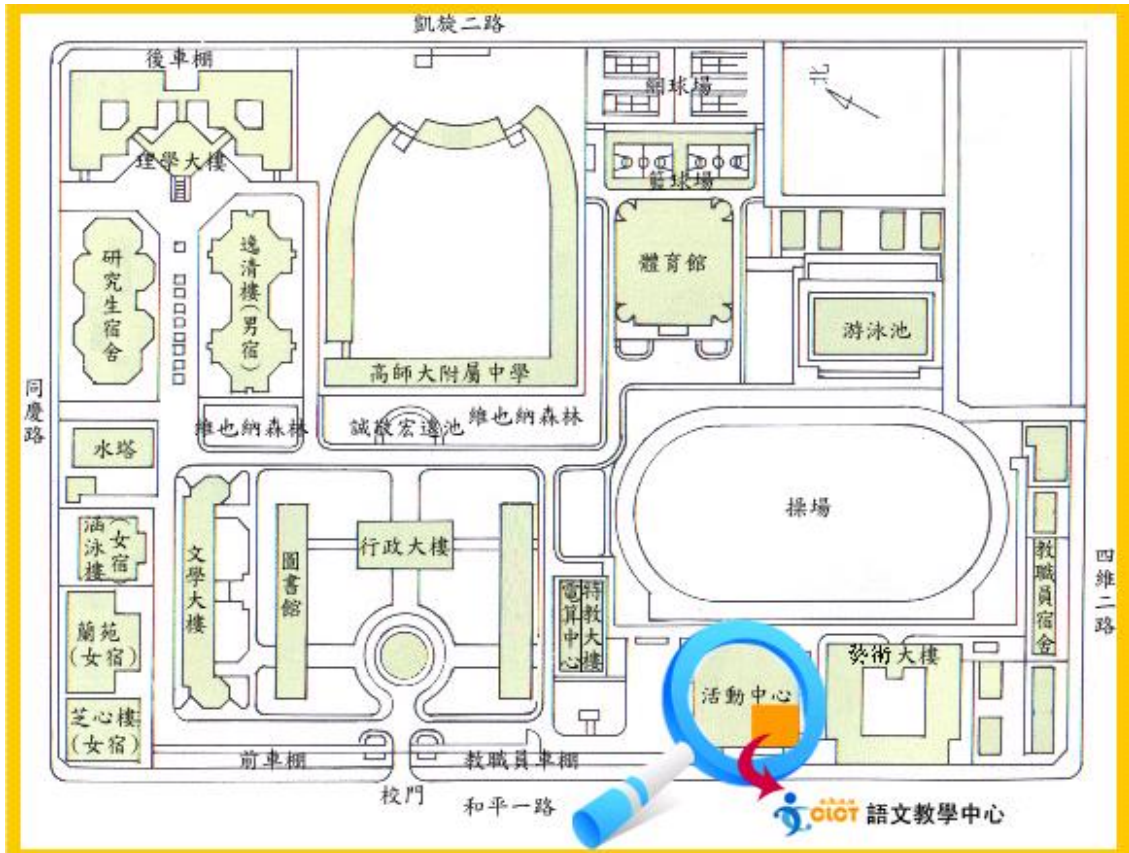 凱旋二路
後車棚
網球場
北
理學大樓
籃球場
研究生宿舍
逸清樓(男宿)
體育館
游泳池
高師大附屬中學
同慶路
維也納森林
誠敬宏遠池
維也納森林
水塔
操場
涵泳樓(女宿)
文學大樓
圖書館
行政大樓
電算中心
特教大樓
教職員宿舍
四維二路
蘭苑
(女宿)
藝術大樓
活動中心
芝心樓
(女宿)
前車棚
教職員車棚
校門
和平一路
CLCT 語文教學中心